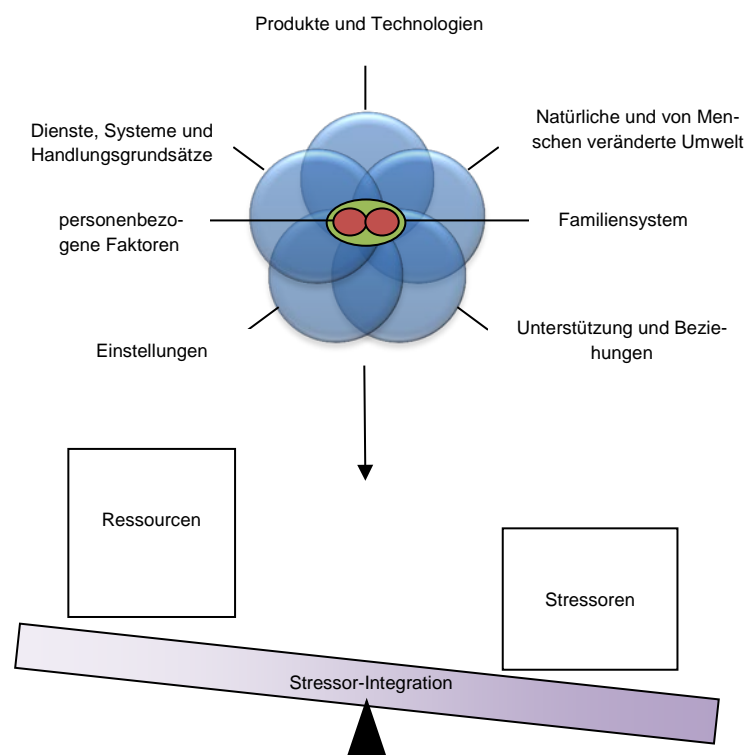 Produkte und Technologien
Dienste, Systeme und
Handlungsgrundsätze
Natürliche und von Men-
schen veränderte Umwelt
personenbezo-
gene Faktoren
Familiensystem
Einstellungen
Unterstützung und Bezie-
hungen
Ressourcen
Stressoren
Stressor-Integration